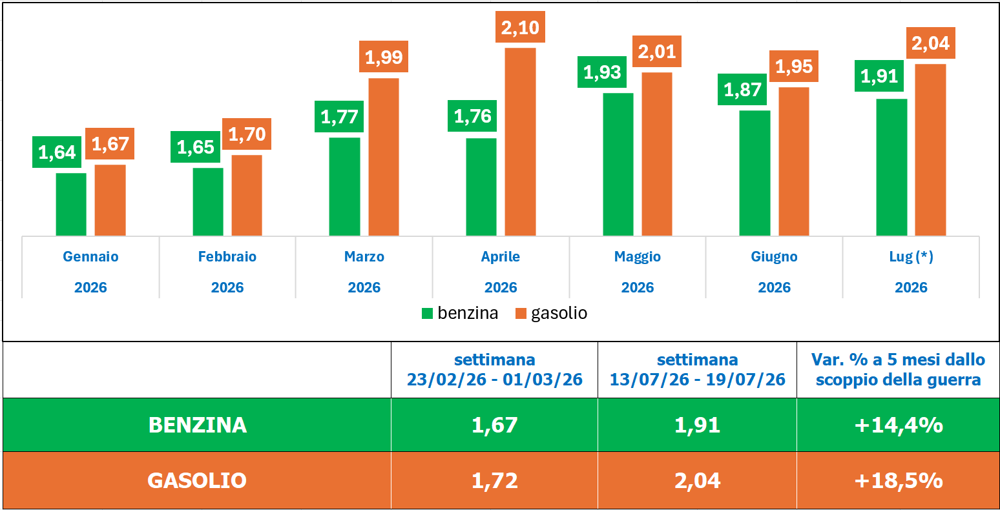 1,64 1,67 1,65 1,70 1,77 1,99 1,76 2,10 1,93 2,01 1,87 1,95 1,91 2,04
Gennaio Febbraio Marzo Aprile Maggio Giugno Lug (*)
2026 2026 2026 2026 2026 2026 2026
benzina gasolio
settimana settimana Var. % a 5 mesi dallo
23/02/26 - 01/03/26 13/07/26 - 19/07/26 scoppio della guerra
BENZINA 1,67 1,91 +14,4%
GASOLIO 1,72 2,04 +18,5%